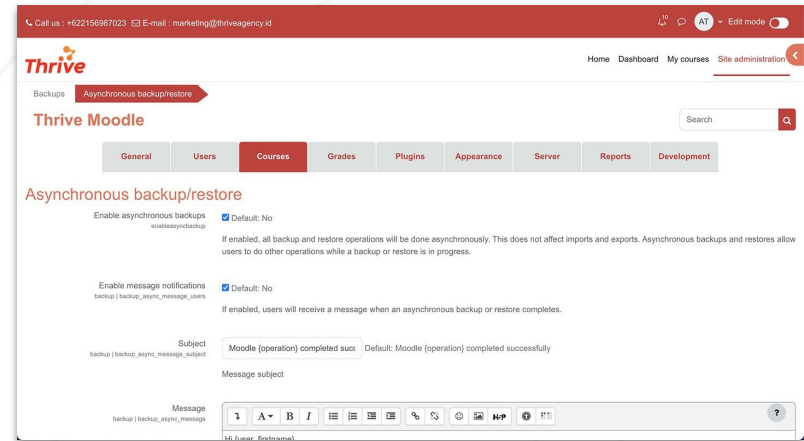 Call us : +622156987023 E-mail : marketing@thriveagency.id
10 AT Edit mode
Thrive
Home Dashboard My courses Site administration
Backups Asynchronous backup/restore
Thrive Moodle
Search
General Users Courses Grades Plugins Appearance Server Reports Development
Asynchronous backup/restore
Enable asynchronous backups
enableasyncbackup
Default: No
If enabled, all backup and restore operations will be done asynchronously. This does not affect imports and exports. Asynchronous backups and restores allow
users to do other operations while a backup or restore is in progress.
Enable message notifications
backup | backup_async_message_users
Default: No
If enabled, users will receive a message when an asynchronous backup or restore completes.
Subject
backup | backup_async_message_subject
Moodle {operation} completed succ
Default: Moodle {operation} completed successfully
Message subject
Message
backup | backup_async_message
A B I H-P ?
Hi {user_firstname},